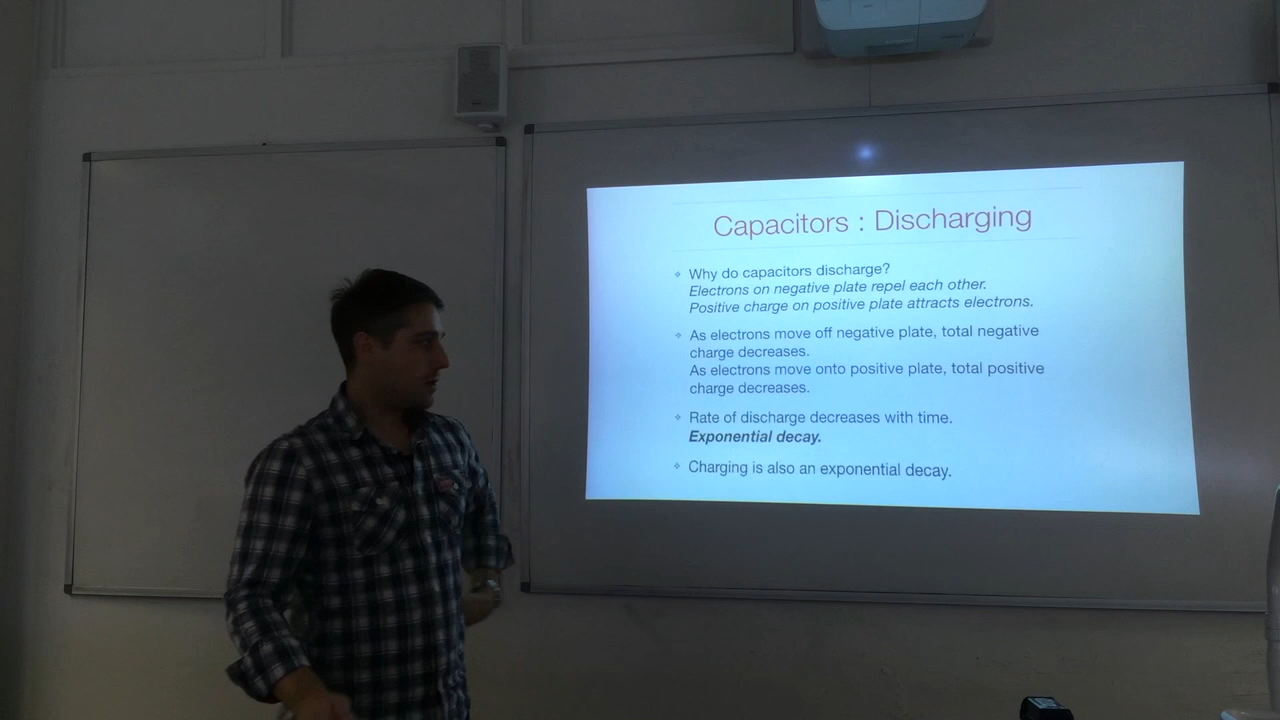 Capacitors : Discharging
Why do capacitors discharge?
Electrons on negative plate repel each other.
Positive charge on positive plate attracts electrons.
As electrons move off negative plate, total negative
charge decreases.
As electrons move onto positive plate, total positive
charge decreases.
Rate of discharge decreases with time.
Exponential decay.
Charging is also an exponential decay.